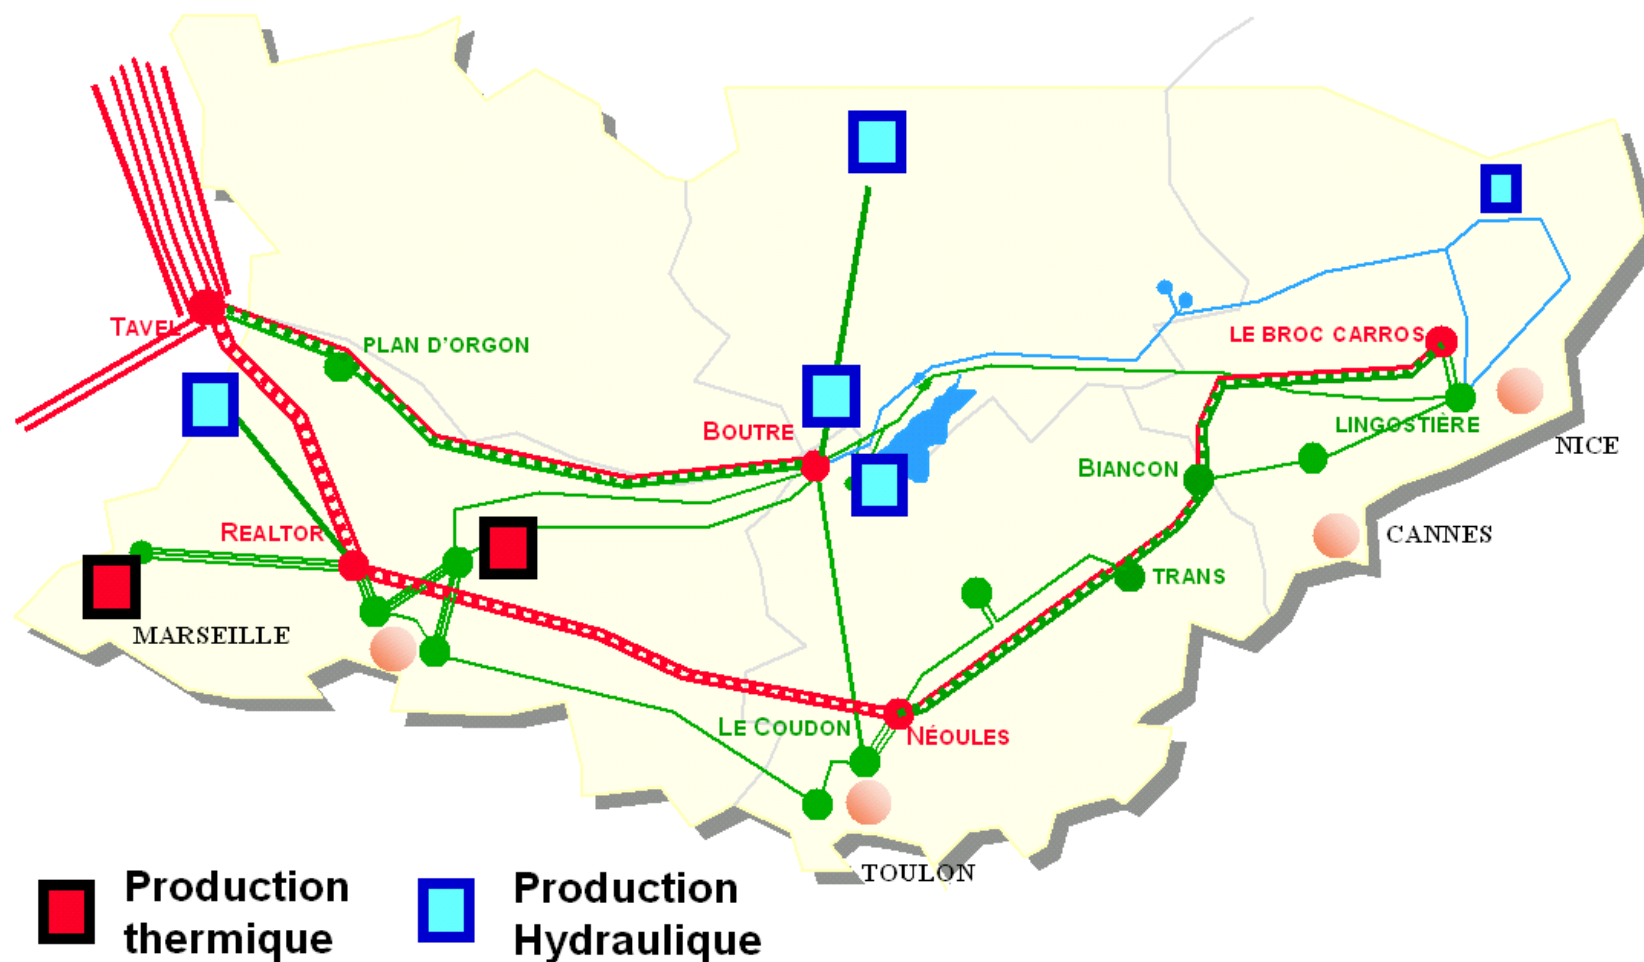 TAVEL
PLAN D'ORGON
LE BROC CARROS
BOUTRE
LINGOSTIÈRE
NICE
BIANCON
REALTOR
CANNES
TRANS
MARSEILLE
LE COUDON
NÉOULES
TOULON
Production
thermique
Production
Hydraulique